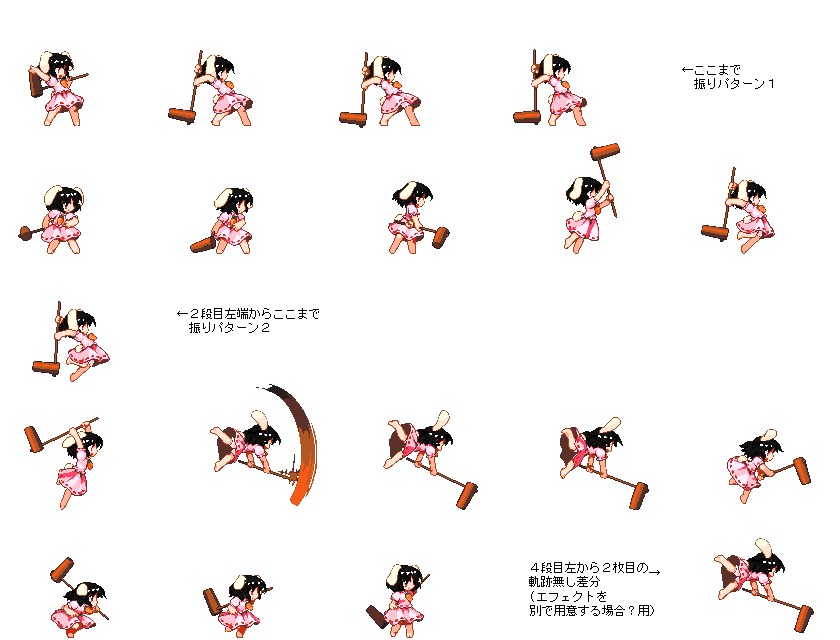 ←ここまで
振りパターン１
←２段目左端からここまで
振りパターン２
４段目左から２枚目の→
軌跡無し差分
（エフェクトを
別で用意する場合？用）